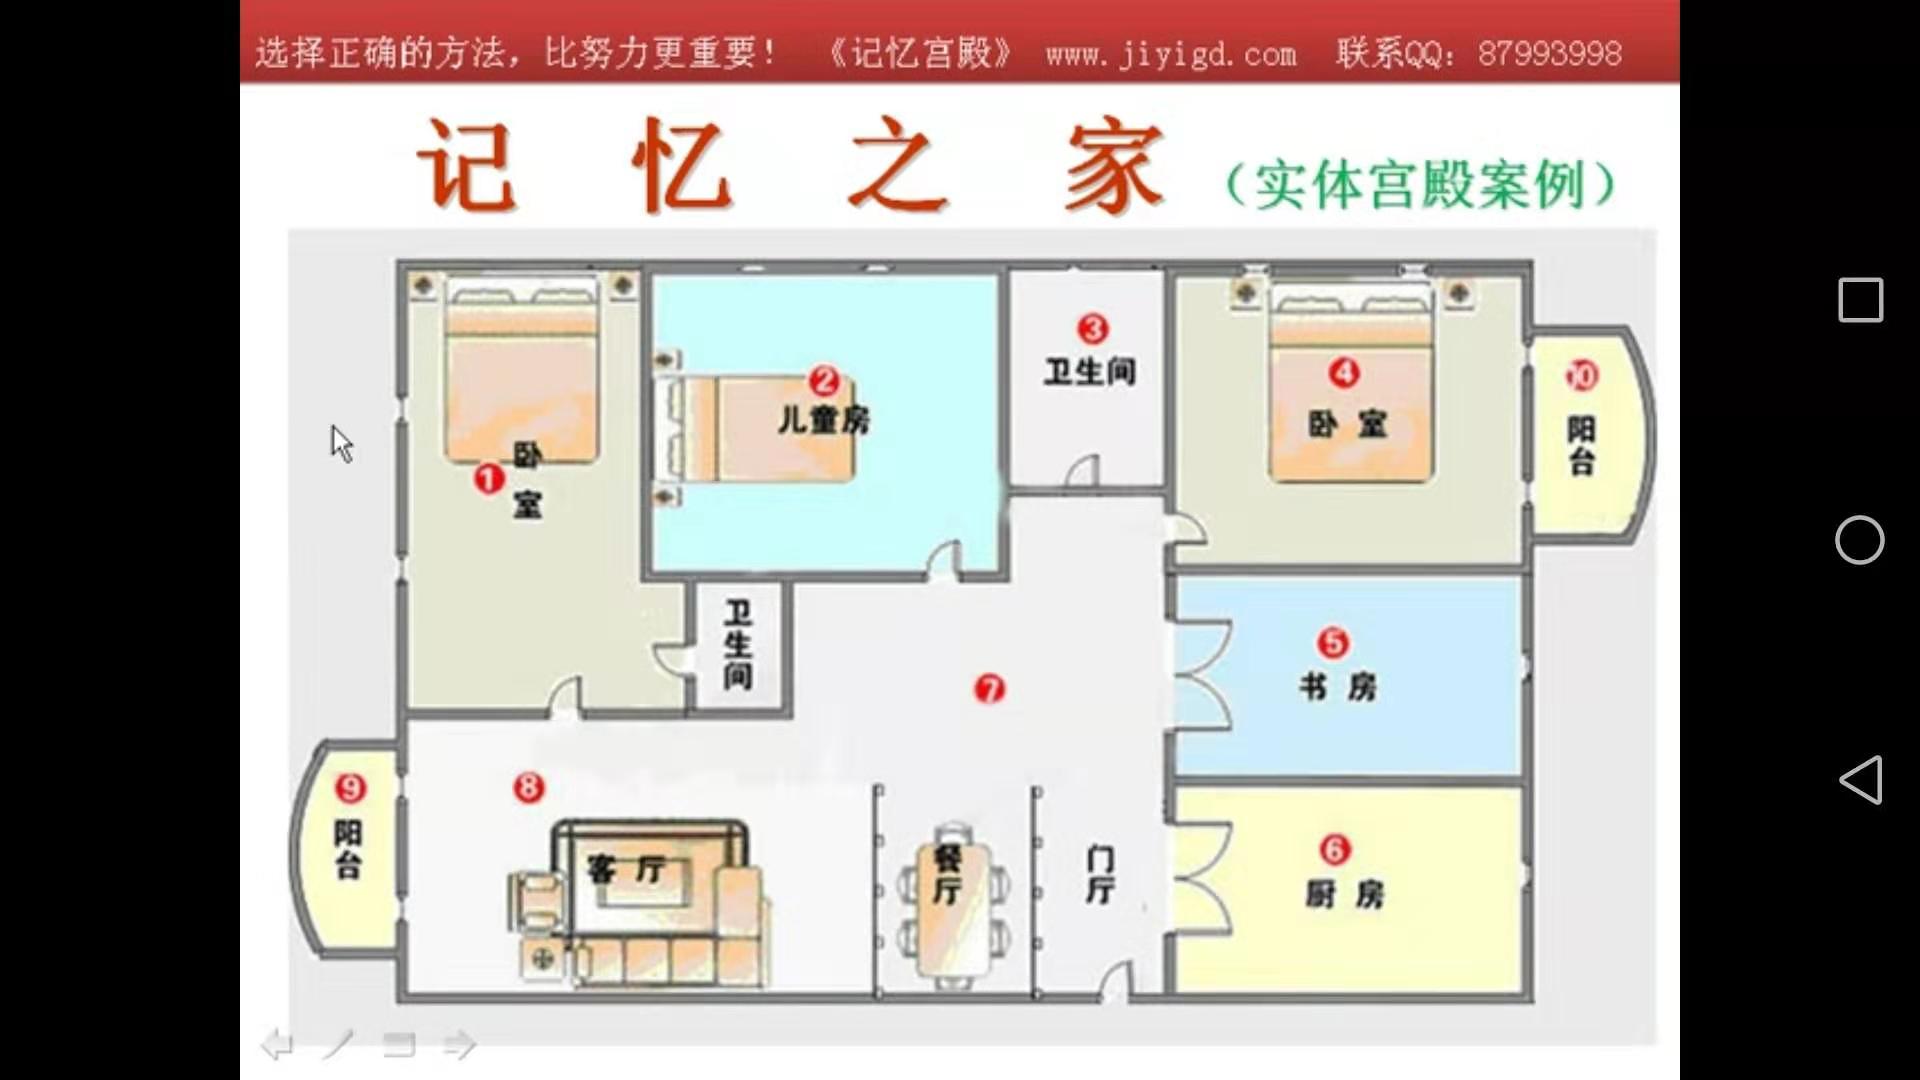 选择正确的方法，比努力更重要！ 《记忆宫殿》 www.jiyigd.com 联系QQ：87993998
记忆之家（实体宫殿案例）
1
卧室
2
儿童房
3
卫生间
4
卧室
10
阳台
卫生间
5
书房
7
9
阳台
8
客厅
餐厅
门厅
6
厨房